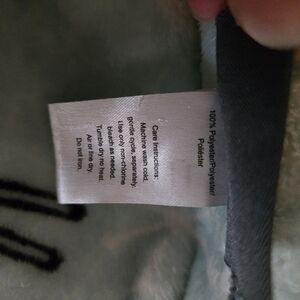 100% Polyester/Polyester/
Poliéster
Care Instructions:
Machine wash cold,
gentle cycle, separately.
Use only non-chlorine
bleach as needed.
Tumble dry no heat.
Air or line dry.
Do not iron.